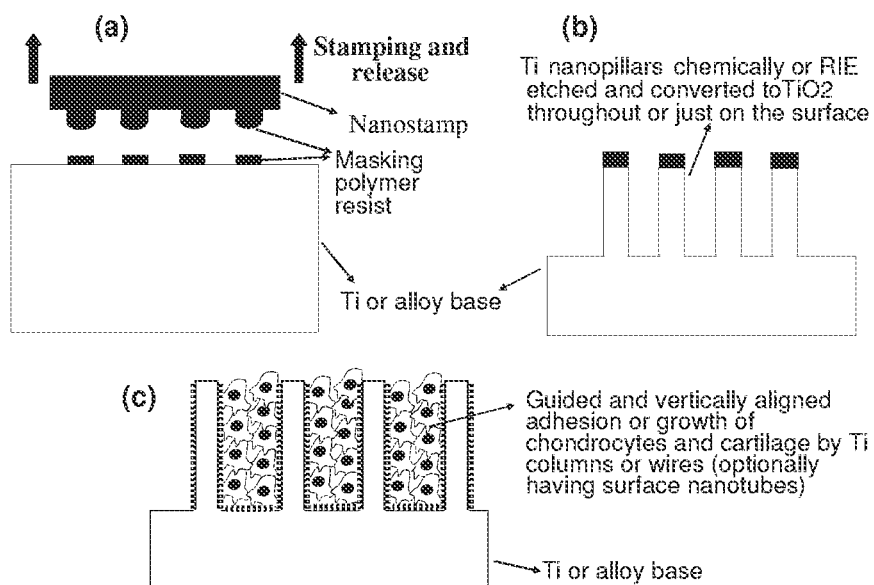 (a)
Stamping and
release
Nanostamp
Masking
polymer
resist
(b)
Ti nanopillars chemically or RIE
etched and converted toTiO2
throughout or just on the surface
Ti or alloy base
(c)
Guided and vertically aligned
adhesion or growth of
chondrocytes and cartilage by Ti
columns or wires (optionally
having surface nanotubes)
Ti or alloy base